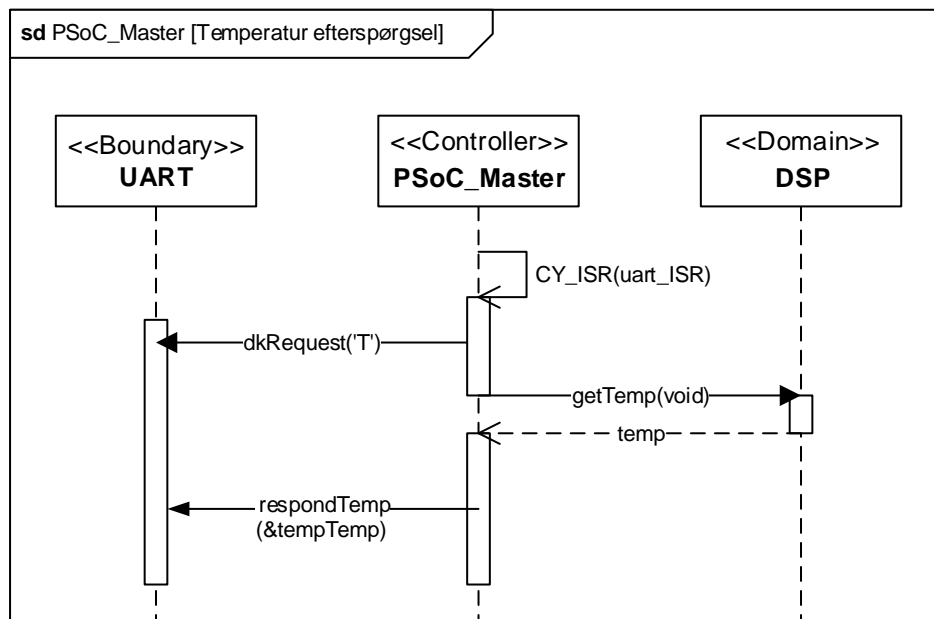 sd PSoC_Master [Temperatur efterspørgsel]
<<Boundary>>
UART
<<Controller>>
PSoC_Master
<<Domain>>
DSP
CY_ISR(uart_ISR)
dkRequest('T')
getTemp(void)
temp
respondTemp
(&tempTemp)